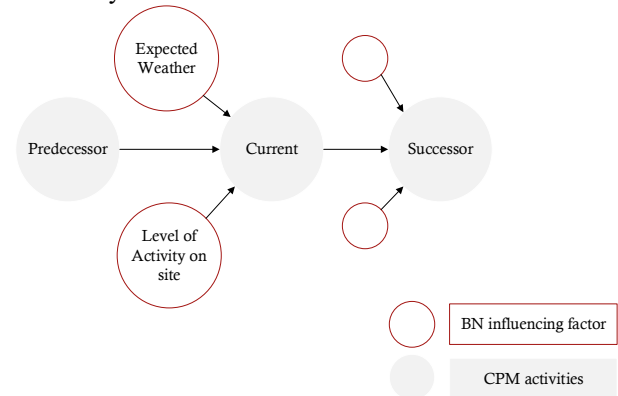 Expected
Weather
Predecessor
Current
Successor
Level of
Activity on
site
BN influencing factor
CPM activities